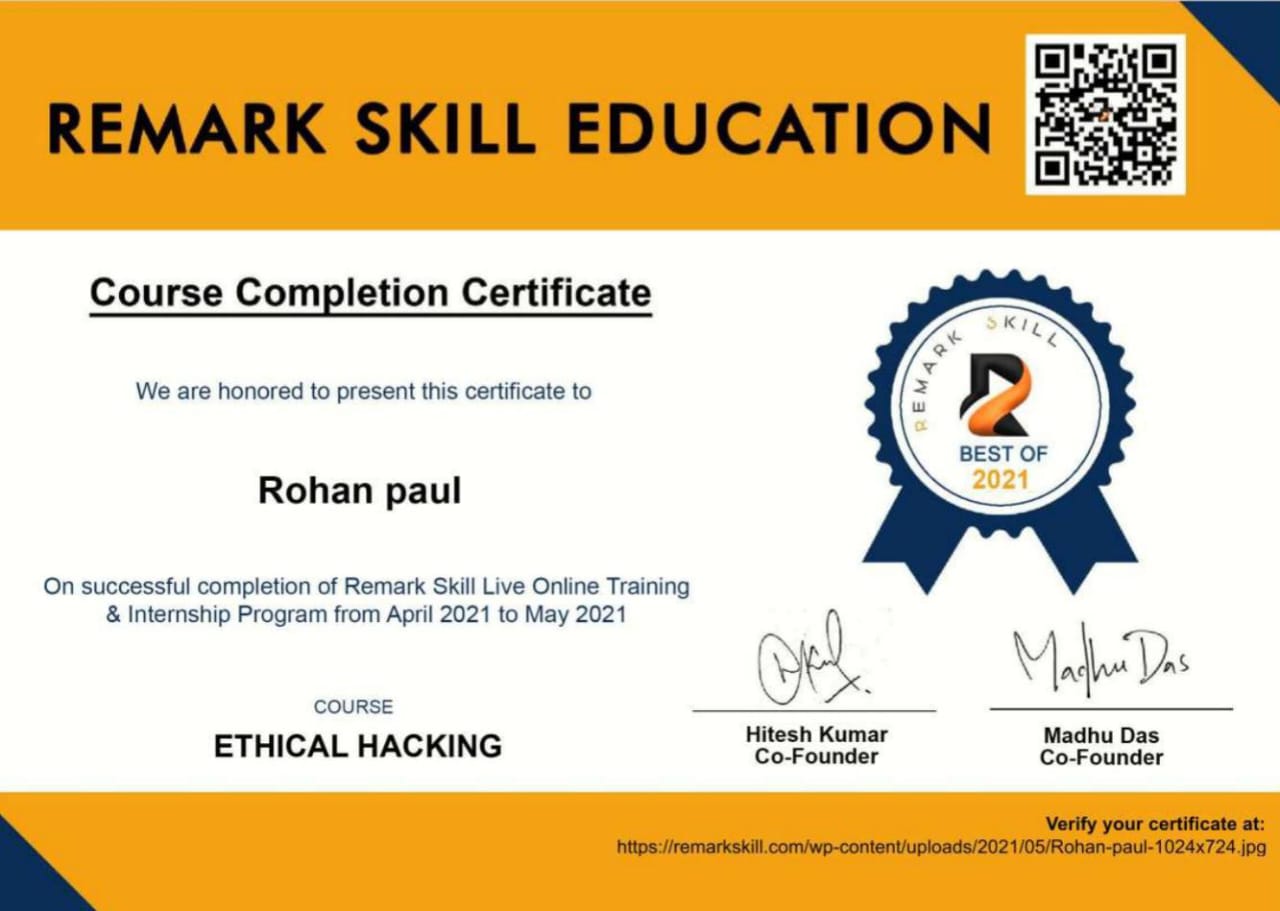 REMARK SKILL EDUCATION
Course Completion Certificate
We are honored to present this certificate to
Rohan paul
On successful completion of Remark Skill Live Online Training
& Internship Program from April 2021 to May 2021
COURSE
ETHICAL HACKING
REMARK SKILL
BEST OF
2021
Madhu Das
Hitesh Kumar
Co-Founder
Madhu Das
Co-Founder
Verify your certificate at:
https://remarkskill.com/wp-content/uploads/2021/05/Rohan-paul-1024x724.jpg